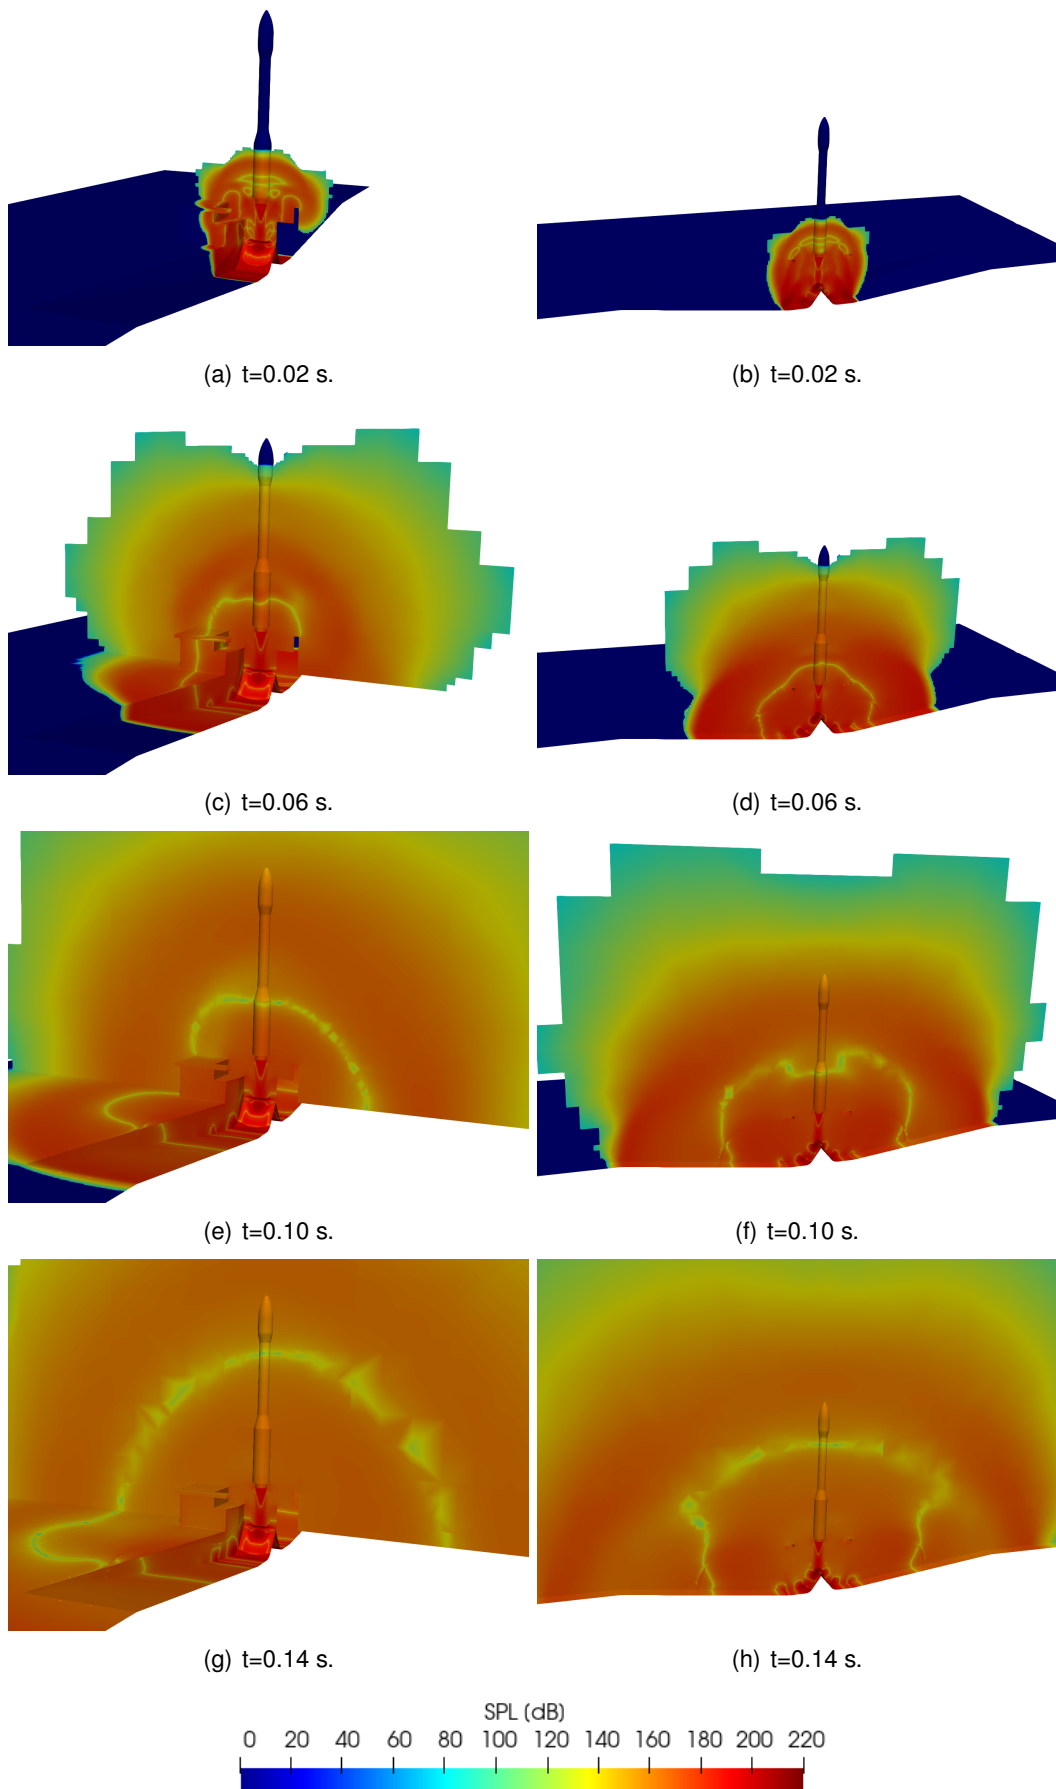 (a) t=0.02 s.
(b) t=0.02 s.
(c) t=0.06 s.
(d) t=0.06 s.
(e) t=0.10 s.
(f) t=0.10 s.
(g) t=0.14 s.
(h) t=0.14 s.
SPL (dB)
0 20 40 60 80 100 120 140 160 180 200 220